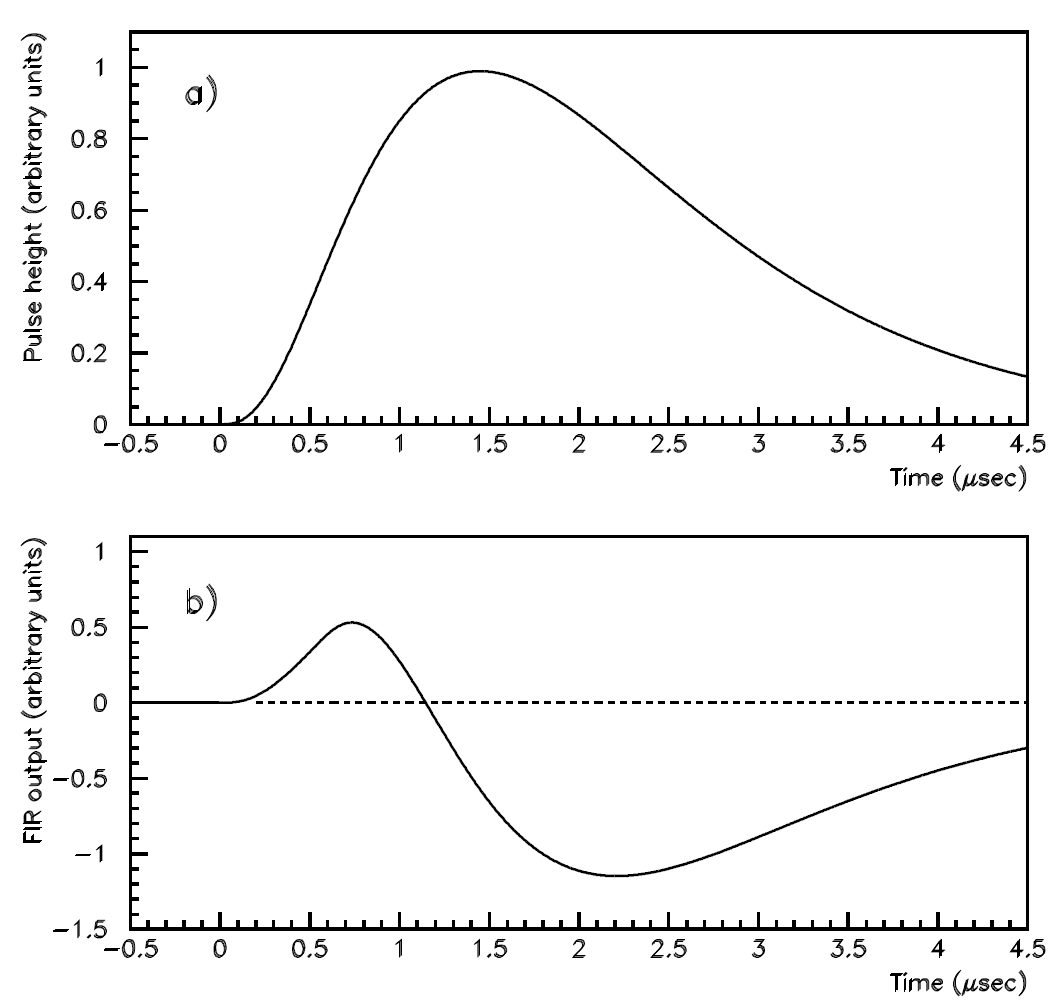 Pulse height (arbitrary units)
a)
1
0.8
0.6
0.4
0.2
0
−0.5 0 0.5 1 1.5 2 2.5 3 3.5 4 4.5
Time (μsec)
FIR output (arbitrary units)
b)
1
0.5
0
−0.5
−1
−1.5
−0.5 0 0.5 1 1.5 2 2.5 3 3.5 4 4.5
Time (μsec)